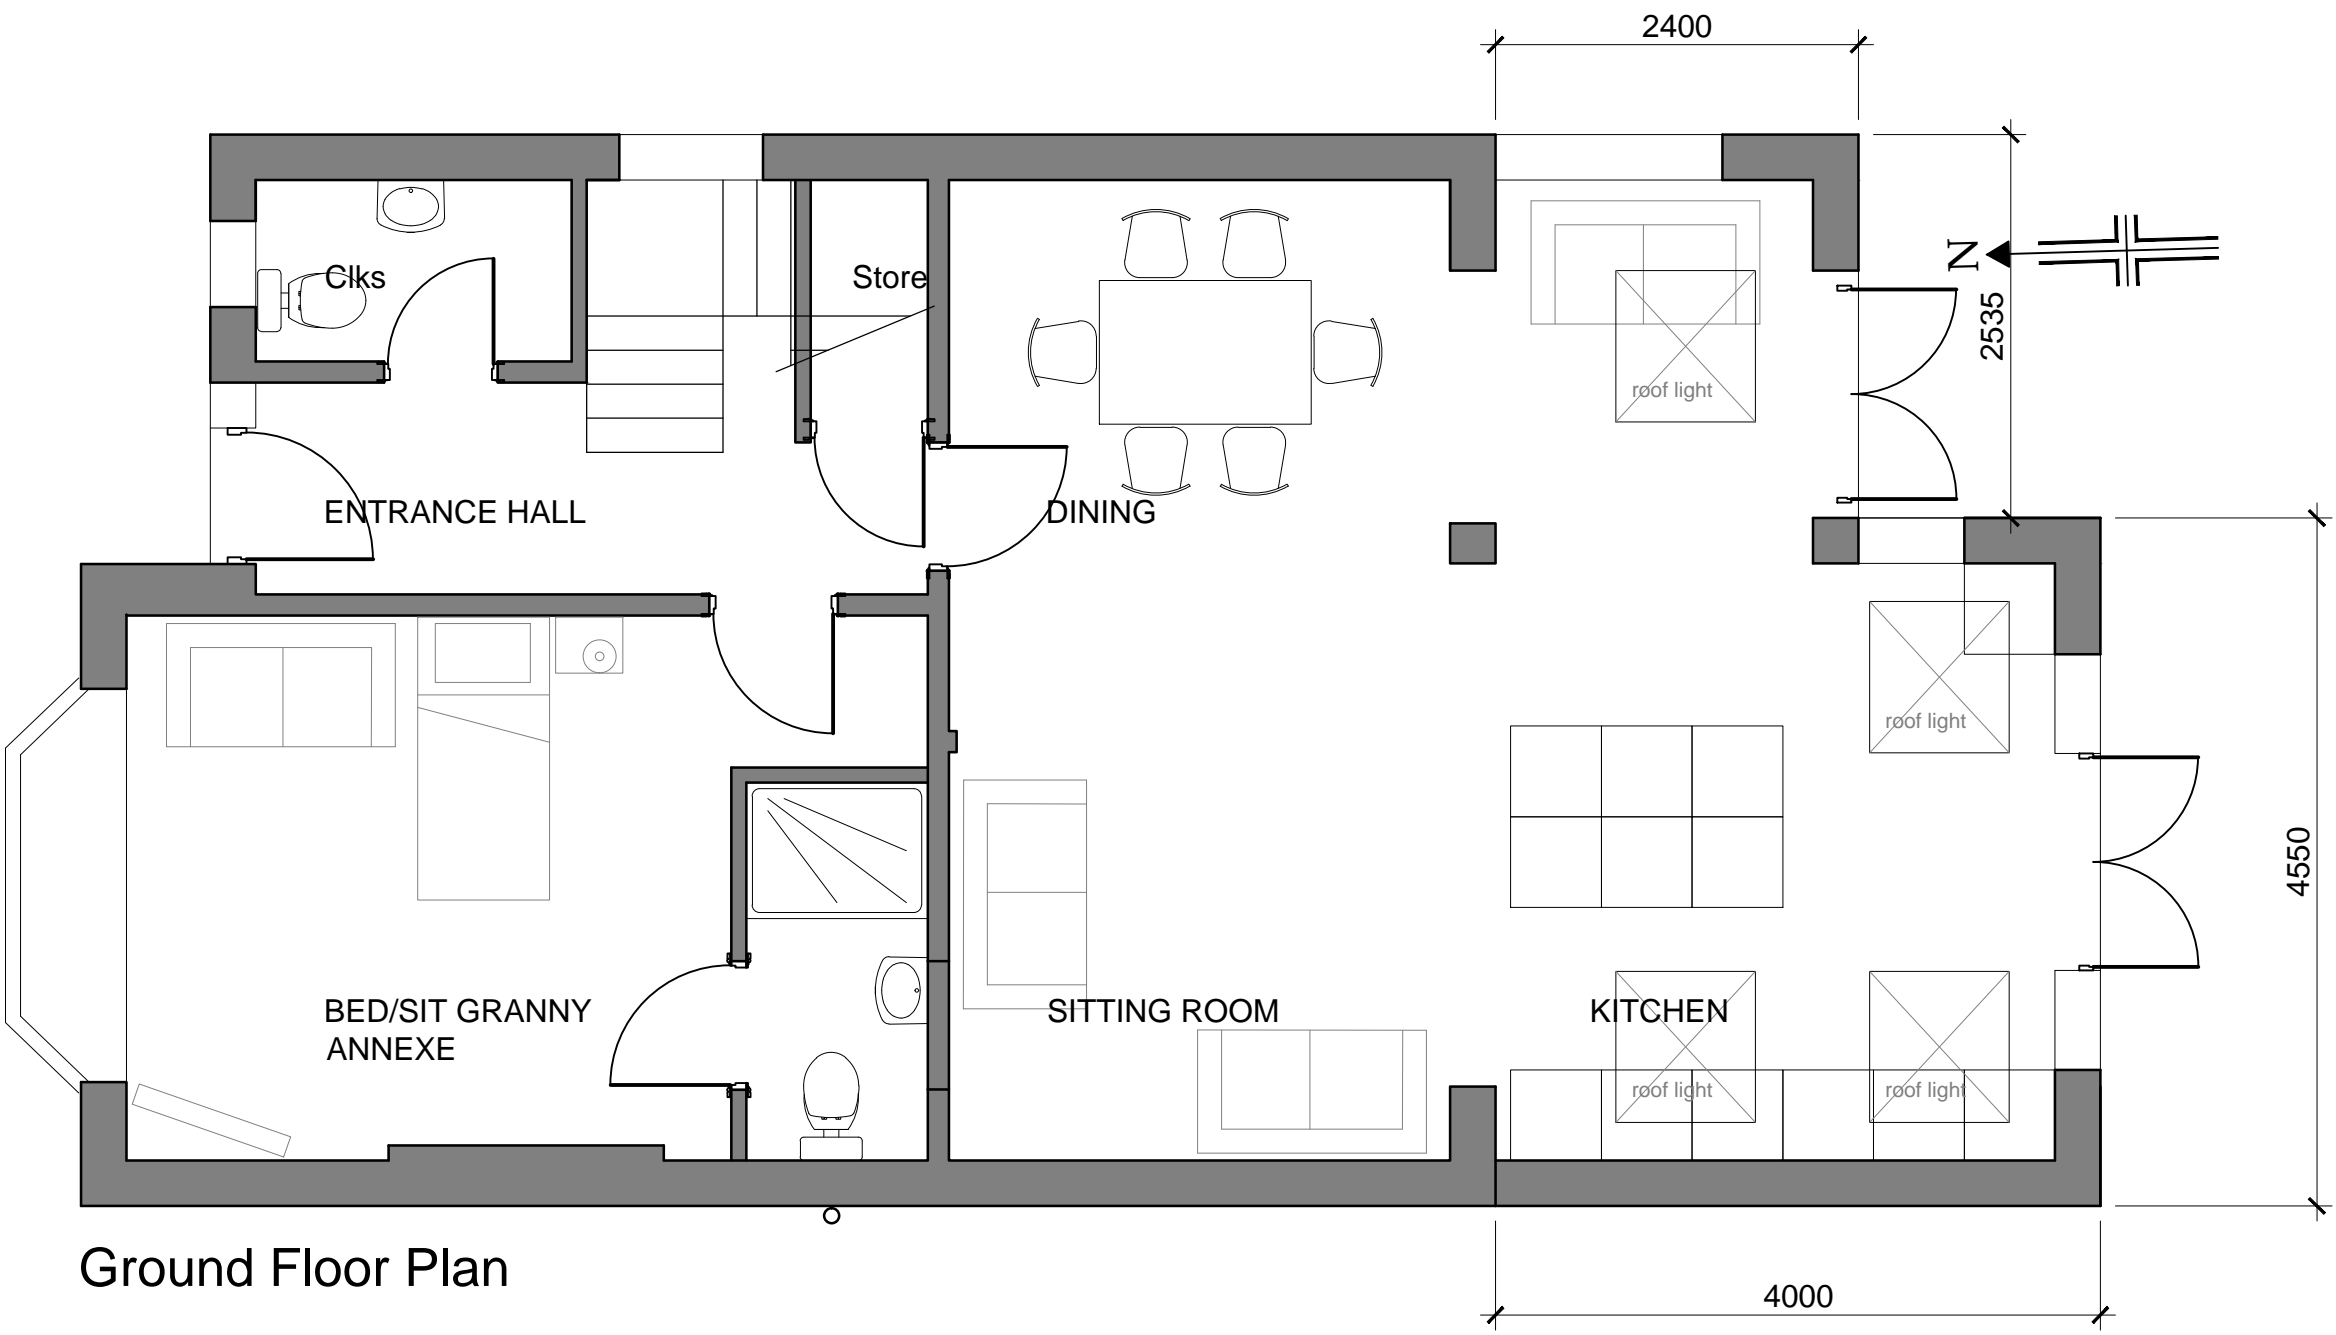 2400
Clks
Store
N
2535
roof light
ENTRANCE HALL
DINING
roof light
4550
BED/SIT GRANNY
ANNEXE
SITTING ROOM
KITCHEN
roof light
roof light
Ground Floor Plan
4000